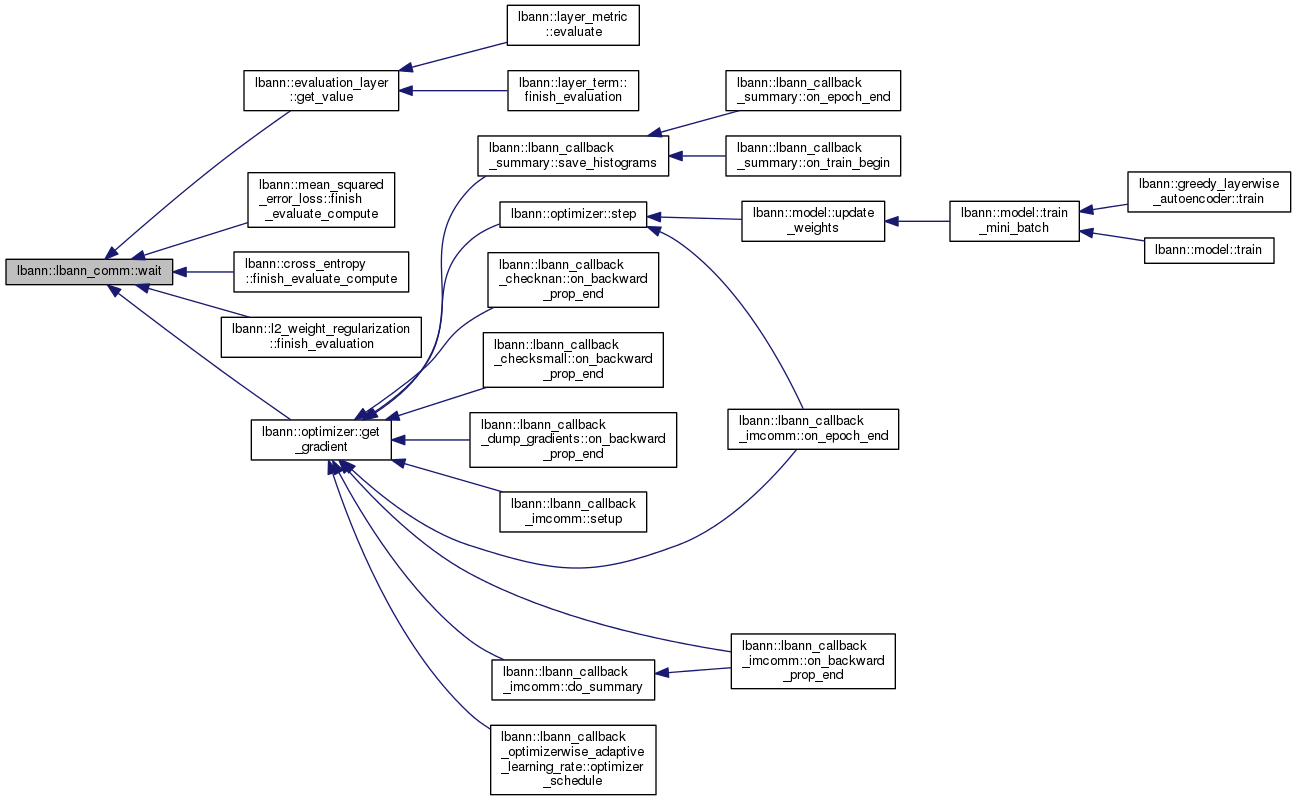 lbann::layer_metric
::evaluate
lbann::evaluation_layer
::get_value
lbann::layer_term::
finish_evaluation
lbann::lbann_callback
_summary::on_epoch_end
lbann::lbann_callback
_summary::save_histograms
lbann::lbann_callback
_summary::on_train_begin
lbann::mean_squared
_error_loss::finish
_evaluate_compute
lbann::optimizer::step
lbann::model::update
_weights
lbann::model::train
_mini_batch
lbann::greedy_layerwise
_autoencoder::train
lbann::model::train
lbann::lbann_comm::wait
lbann::cross_entropy
::finish_evaluate_compute
lbann::lbann_callback
_checknan::on_backward
_prop_end
lbann::l2_weight_regularization
::finish_evaluation
lbann::lbann_callback
_checksmall::on_backward
_prop_end
lbann::optimizer::get
_gradient
lbann::lbann_callback
_dump_gradients::on_backward
_prop_end
lbann::lbann_callback
_imcomm::on_epoch_end
lbann::lbann_callback
_imcomm::setup
lbann::lbann_callback
_imcomm::do_summary
lbann::lbann_callback
_imcomm::on_backward
_prop_end
lbann::lbann_callback
_optimizerwise_adaptive
_learning_rate::optimizer
_schedule